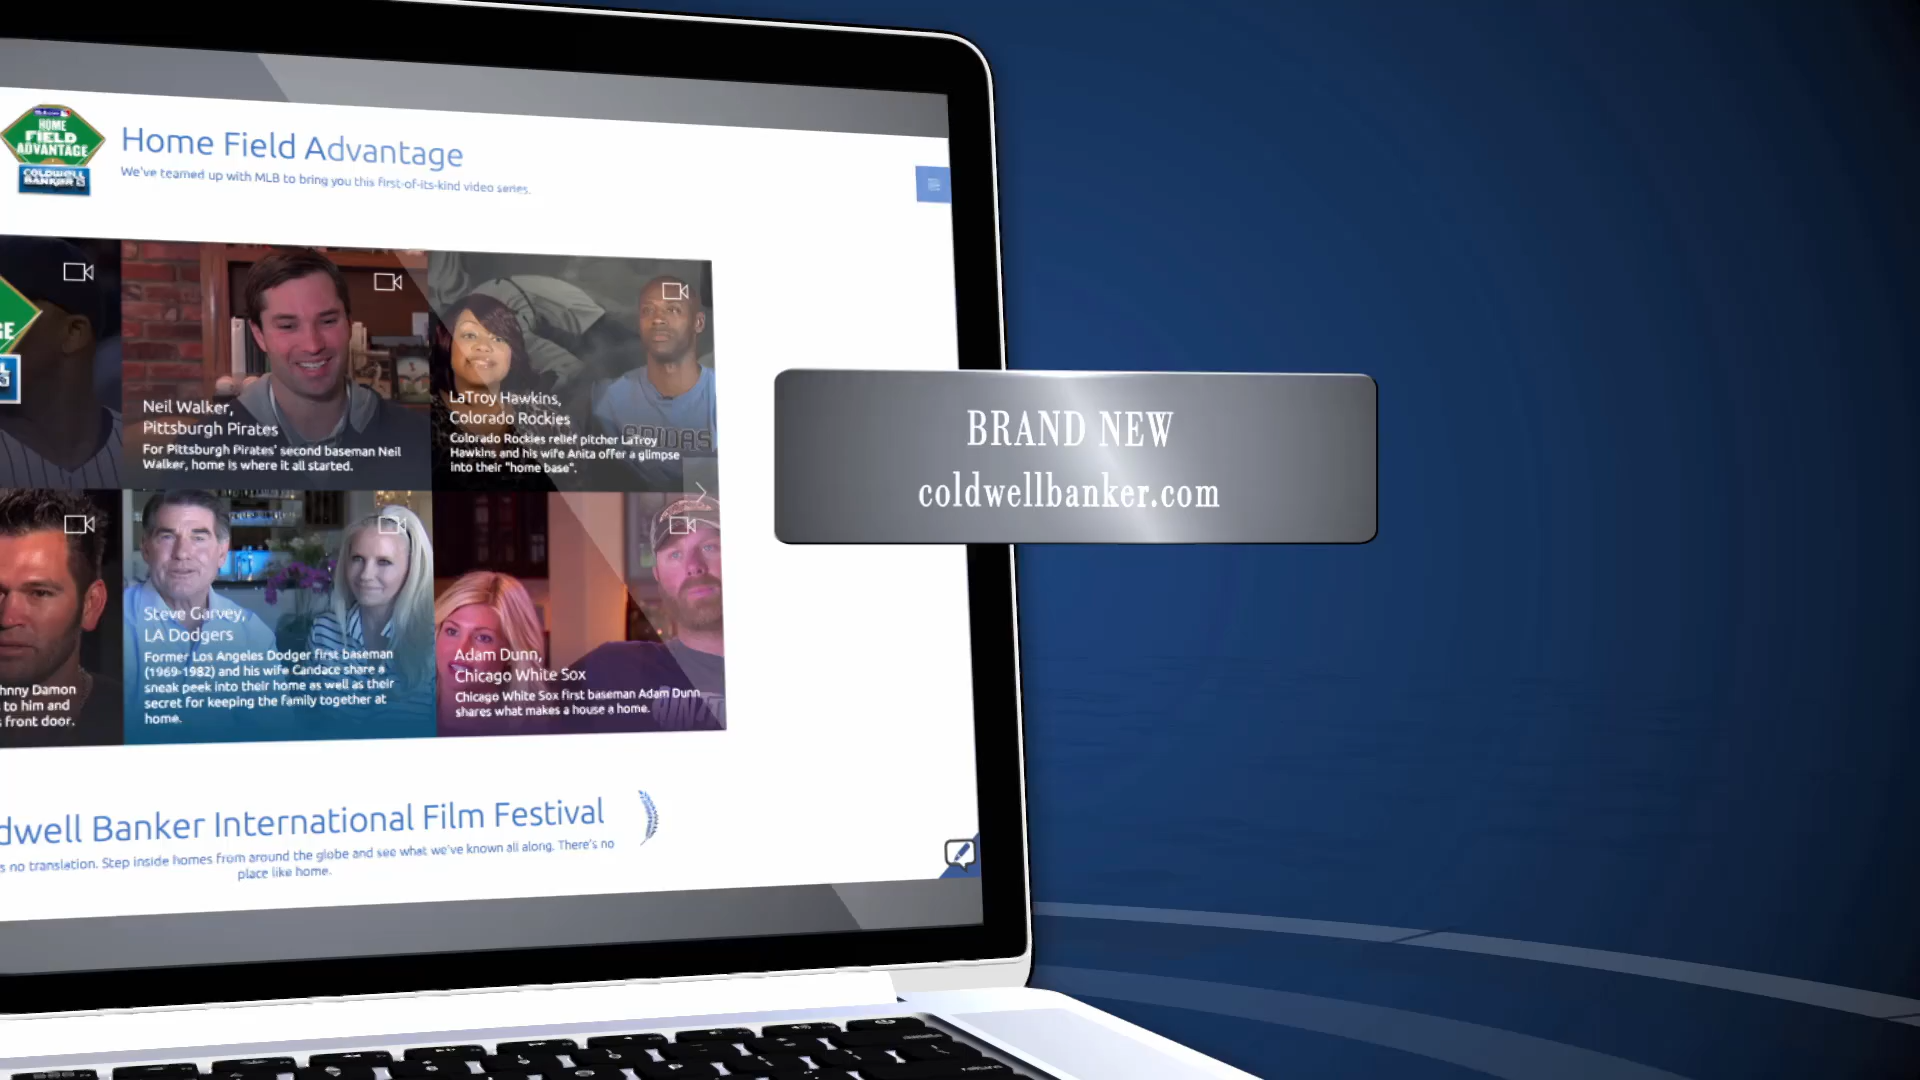 HOME
FIELD
ADVANTAGE
COLDWELL
BANKER
Home Field Advantage
We've teamed up with MLB to bring you this first-of-its-kind video series.
Neil Walker,
Pittsburgh Pirates
For Pittsburgh Pirates' second baseman Neil
Walker, home is where it all started.
LaTroy Hawkins,
Colorado Rockies
Colorado Rockies relief pitcher LaTroy
Hawkins and his wife Anita offer a glimpse
into their "home base".
ADIDAS
BRAND NEW
coldwellbanker.com
hnny Damon
to him and
front door.
Steve Garvey,
LA Dodgers
Former Los Angeles Dodger first baseman
(1969-1982) and his wife Candace share a
sneak peek into their home as well as their
secret for keeping the family together at
home.
Adam Dunn,
Chicago White Sox
Chicago White Sox first baseman Adam Dunn
shares what makes a house a home.
dwell Banker International Film Festival
s no translation. Step inside homes from around the globe and see what we've known all along. There's no
place like home.